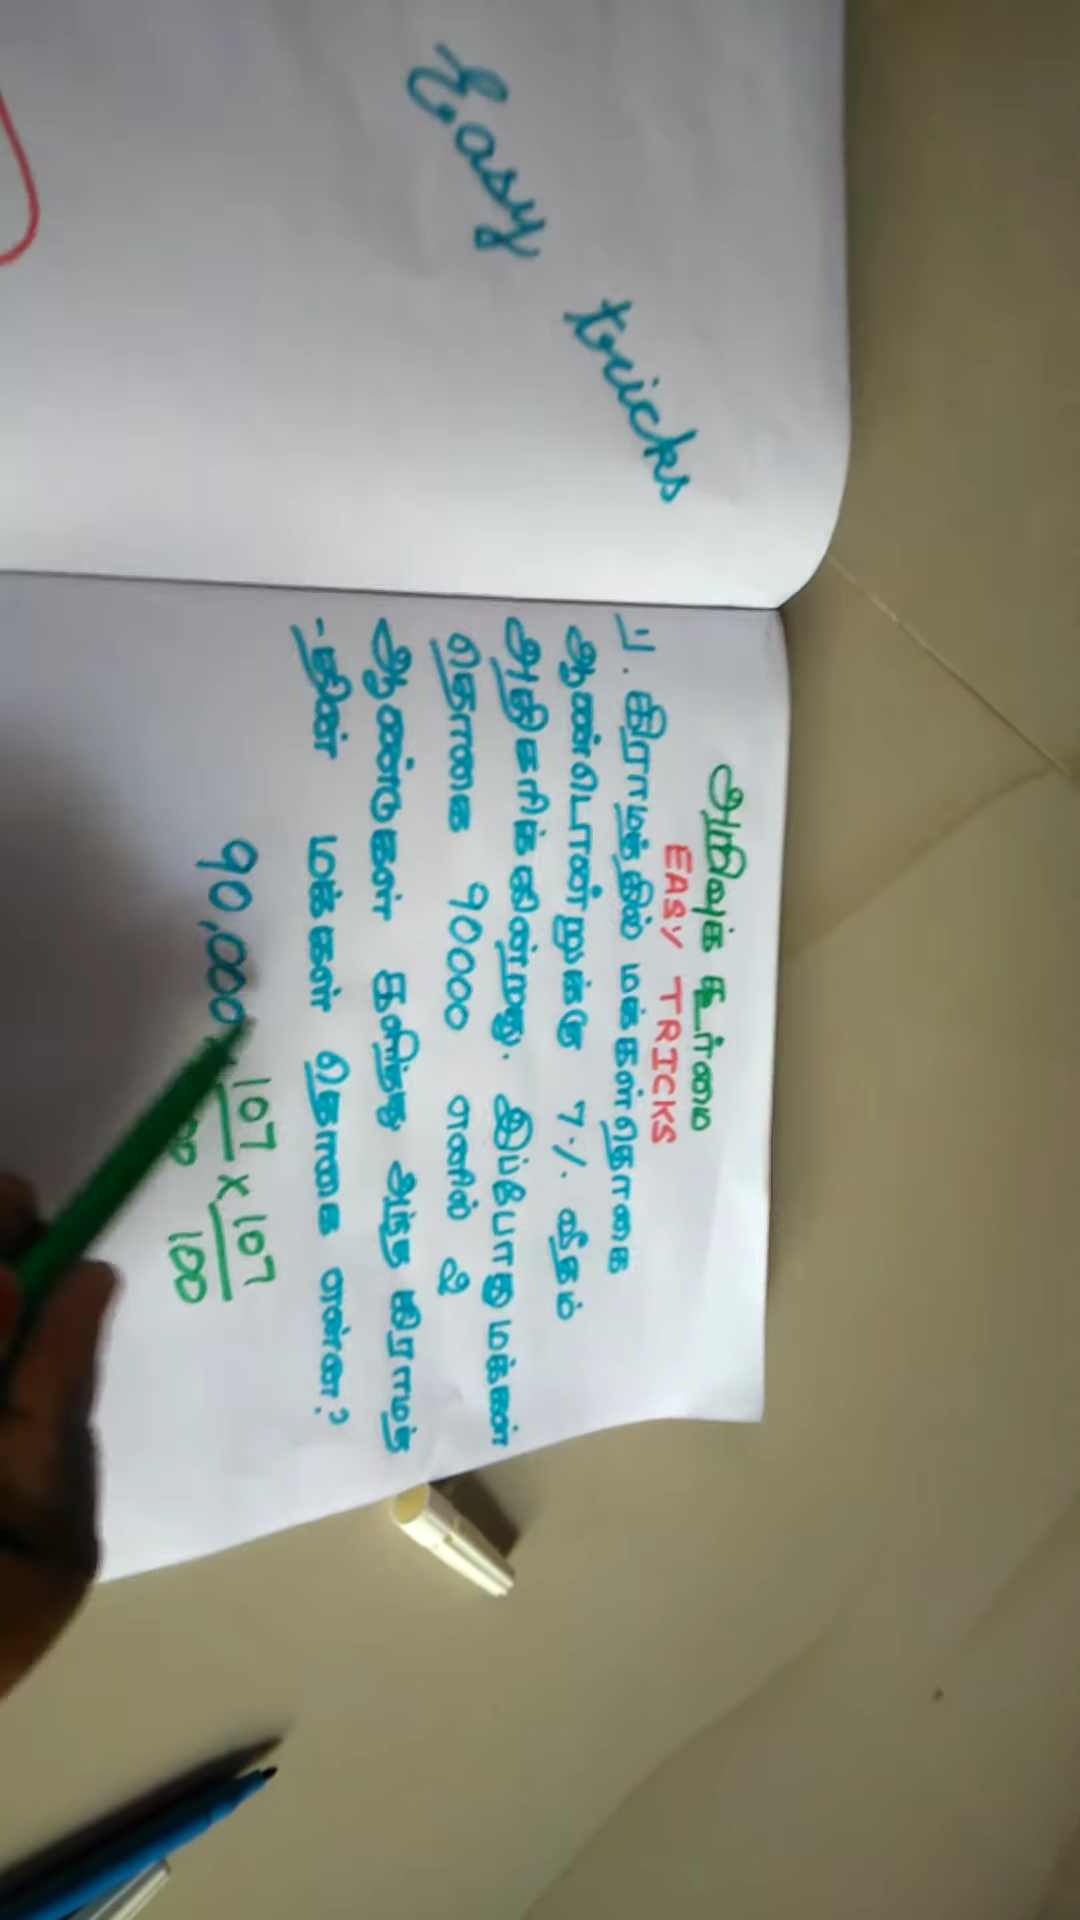 Easy tricks
அறிவுக் கூர்மை
EASY TRICKS
1). கிராமத்தில் மக்கள்தொகை
ஆண்டொன்றுக்கு 7% வீதம்
அதிகரிக்கின்றது. இப்போது மக்கள்
தொகை 90000 எனில் 2
ஆண்டுகள் கழித்து அந்த கிராமத்
-தின் மக்கள் தொகை என்ன?
90,000 x 107 x 107
100